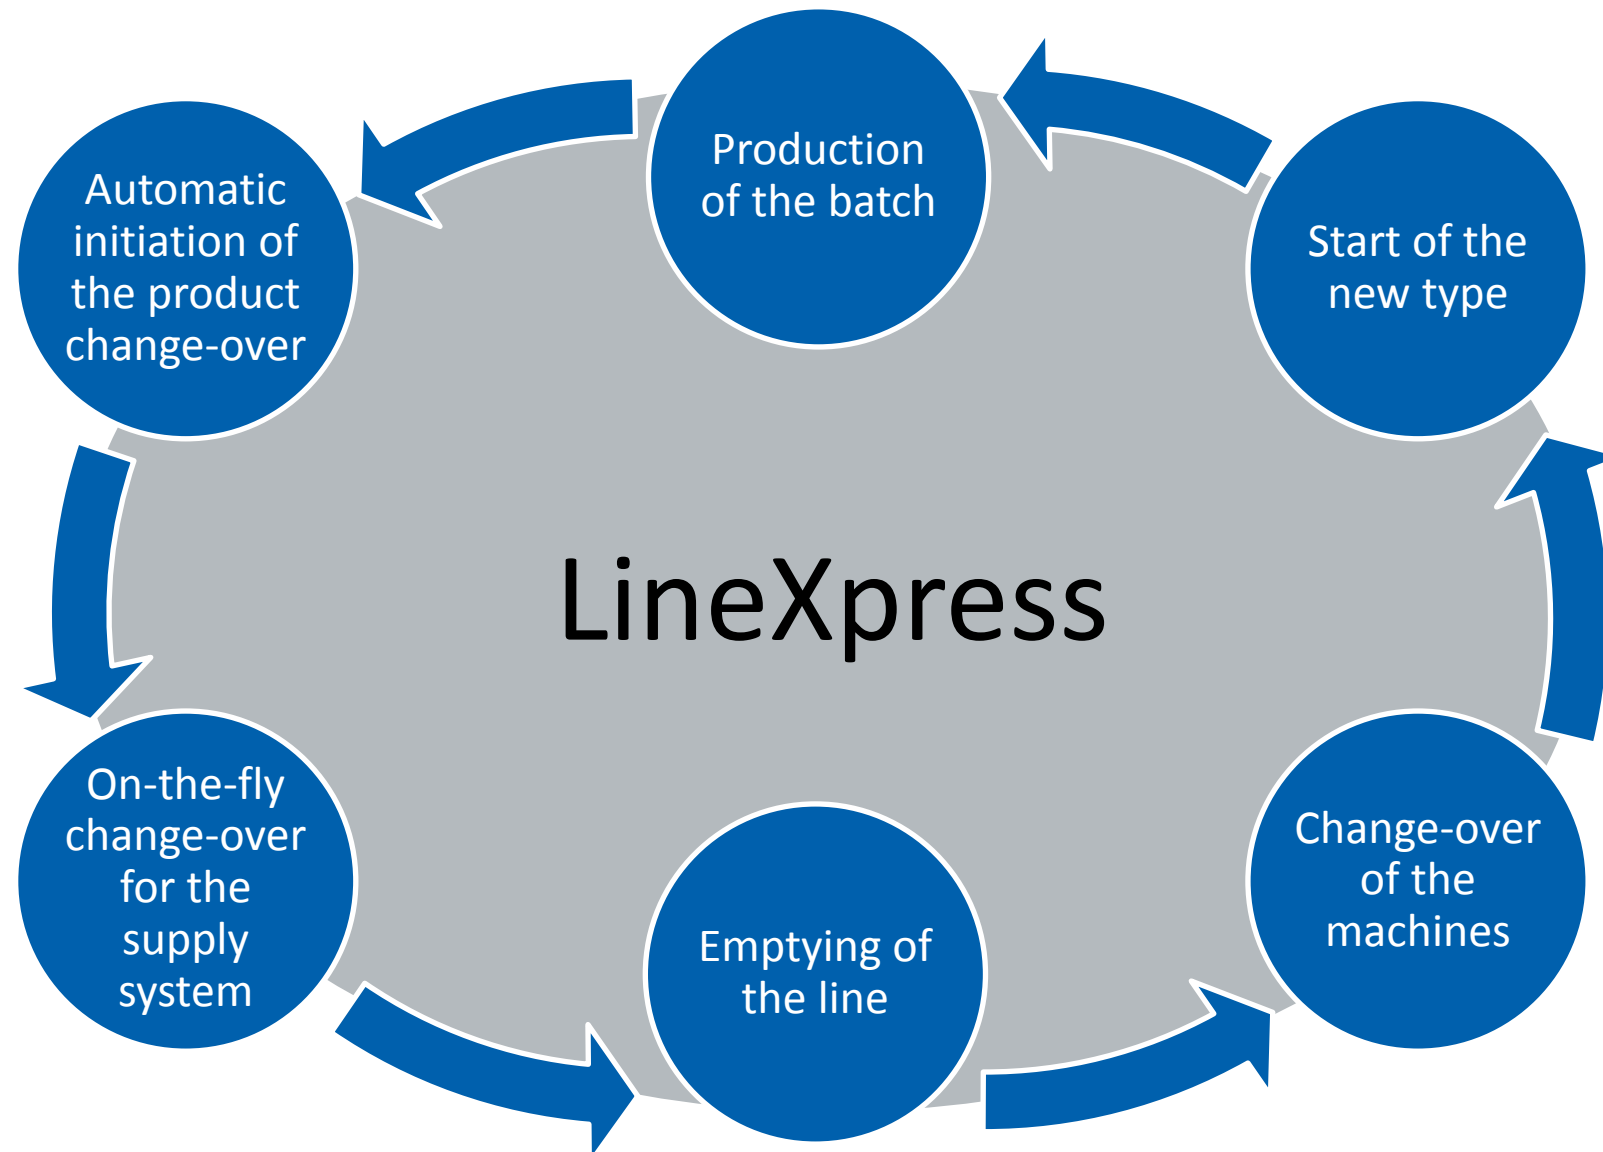 Production
of the batch
Automatic
initiation of
the product
change-over
On-the-fly
change-over
for the
supply
system
Emptying of
the line
Change-over
of the
machines
Start of the
new type
LineXpress